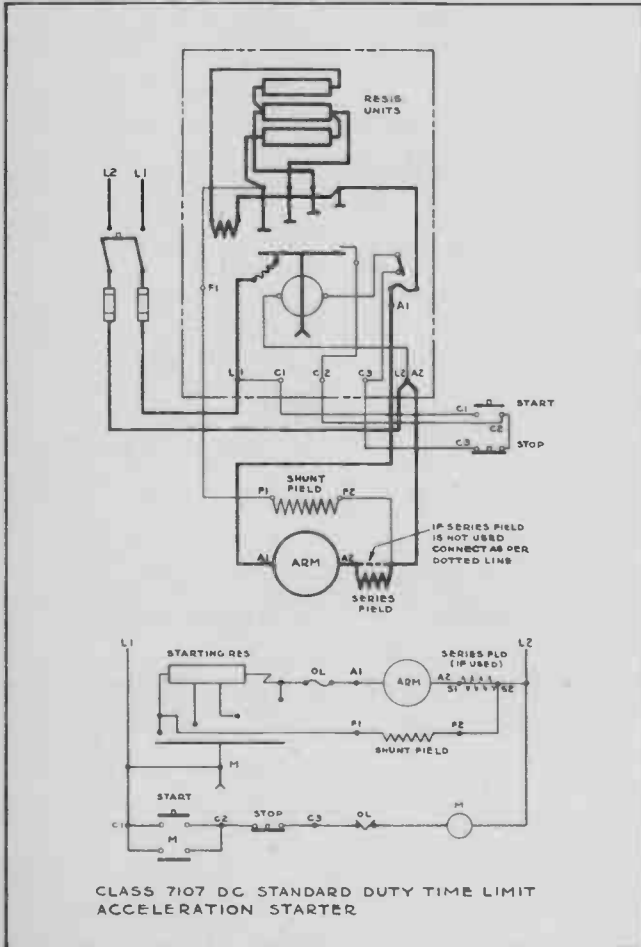 RESIS
UNITS
L2 L1
F1
A1
L1 C1 C2 C3 L2 A2
C1 START
C2
C3 STOP
SHUNT
FIELD
F1 F2
IF SERIES FIELD
IS NOT USED
CONNECT AS PER
DOTTED LINE
A1 ARM A2
SERIES
FIELD
L1 L2
STARTING RES
OL A1 ARM A2
SERIES FLD
(IF USED)
S1 S2
F1 F2
SHUNT FIELD
M
START
C1 C2 STOP C3 OL M
M
CLASS 7107 DC STANDARD DUTY TIME LIMIT
ACCELERATION STARTER